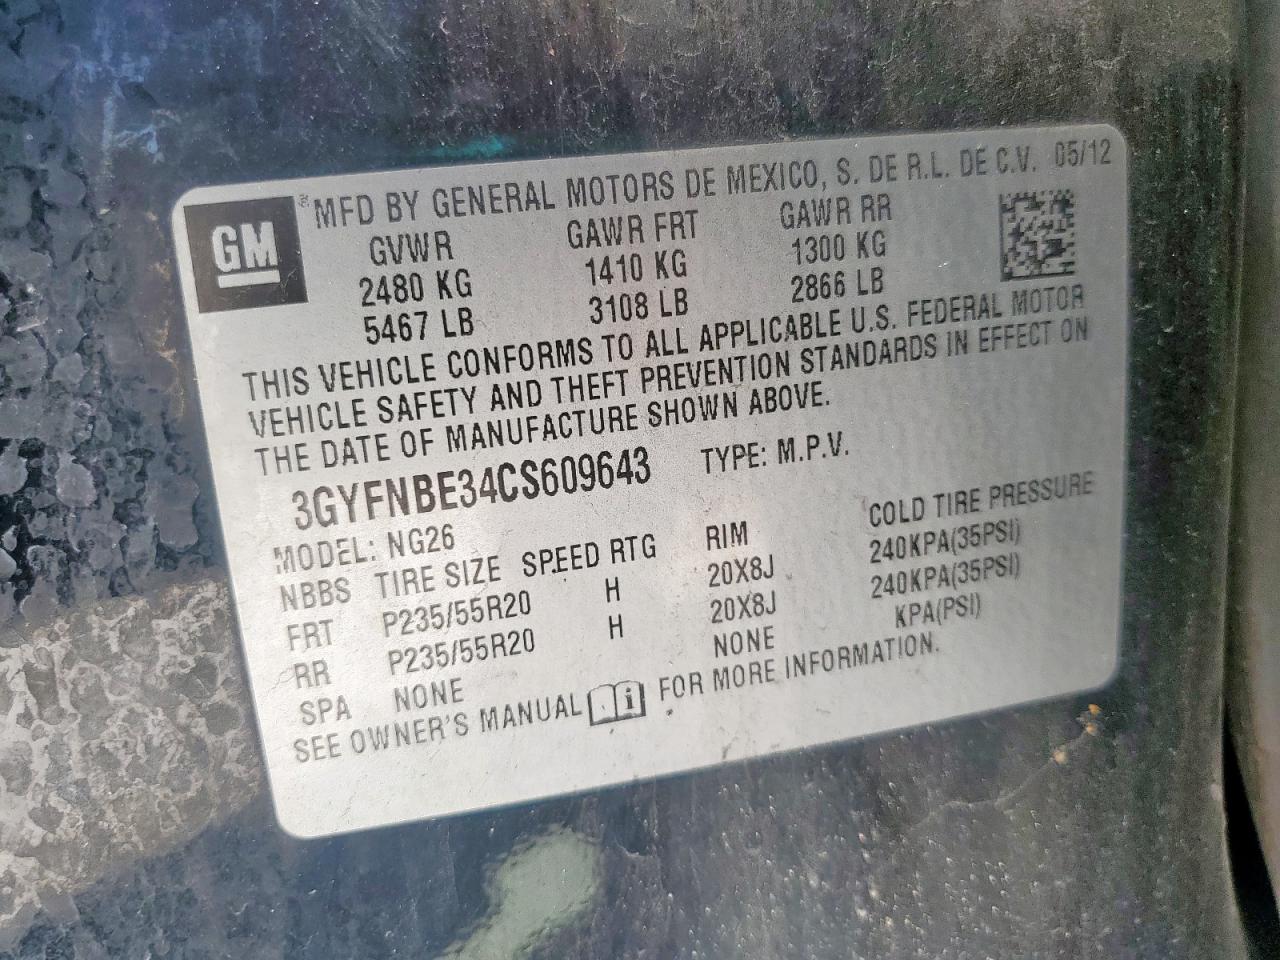 GM
MFD BY GENERAL MOTORS DE MEXICO, S. DE R.L. DE C.V. 05/12
GVWR GAWR FRT GAWR RR
2480 KG 1410 KG 1300 KG
5467 LB 3108 LB 2866 LB
THIS VEHICLE CONFORMS TO ALL APPLICABLE U.S. FEDERAL MOTOR
VEHICLE SAFETY AND THEFT PREVENTION STANDARDS IN EFFECT ON
THE DATE OF MANUFACTURE SHOWN ABOVE.
3GYFNBE34CS609643 TYPE: M.P.V.
MODEL: NG26
NBBS TIRE SIZE SPEED RTG RIM COLD TIRE PRESSURE
FRT P235/55R20 H 20X8J 240KPA(35PSI)
RR P235/55R20 H 20X8J 240KPA(35PSI)
SPA NONE NONE KPA(PSI)
SEE OWNER'S MANUAL i FOR MORE INFORMATION.